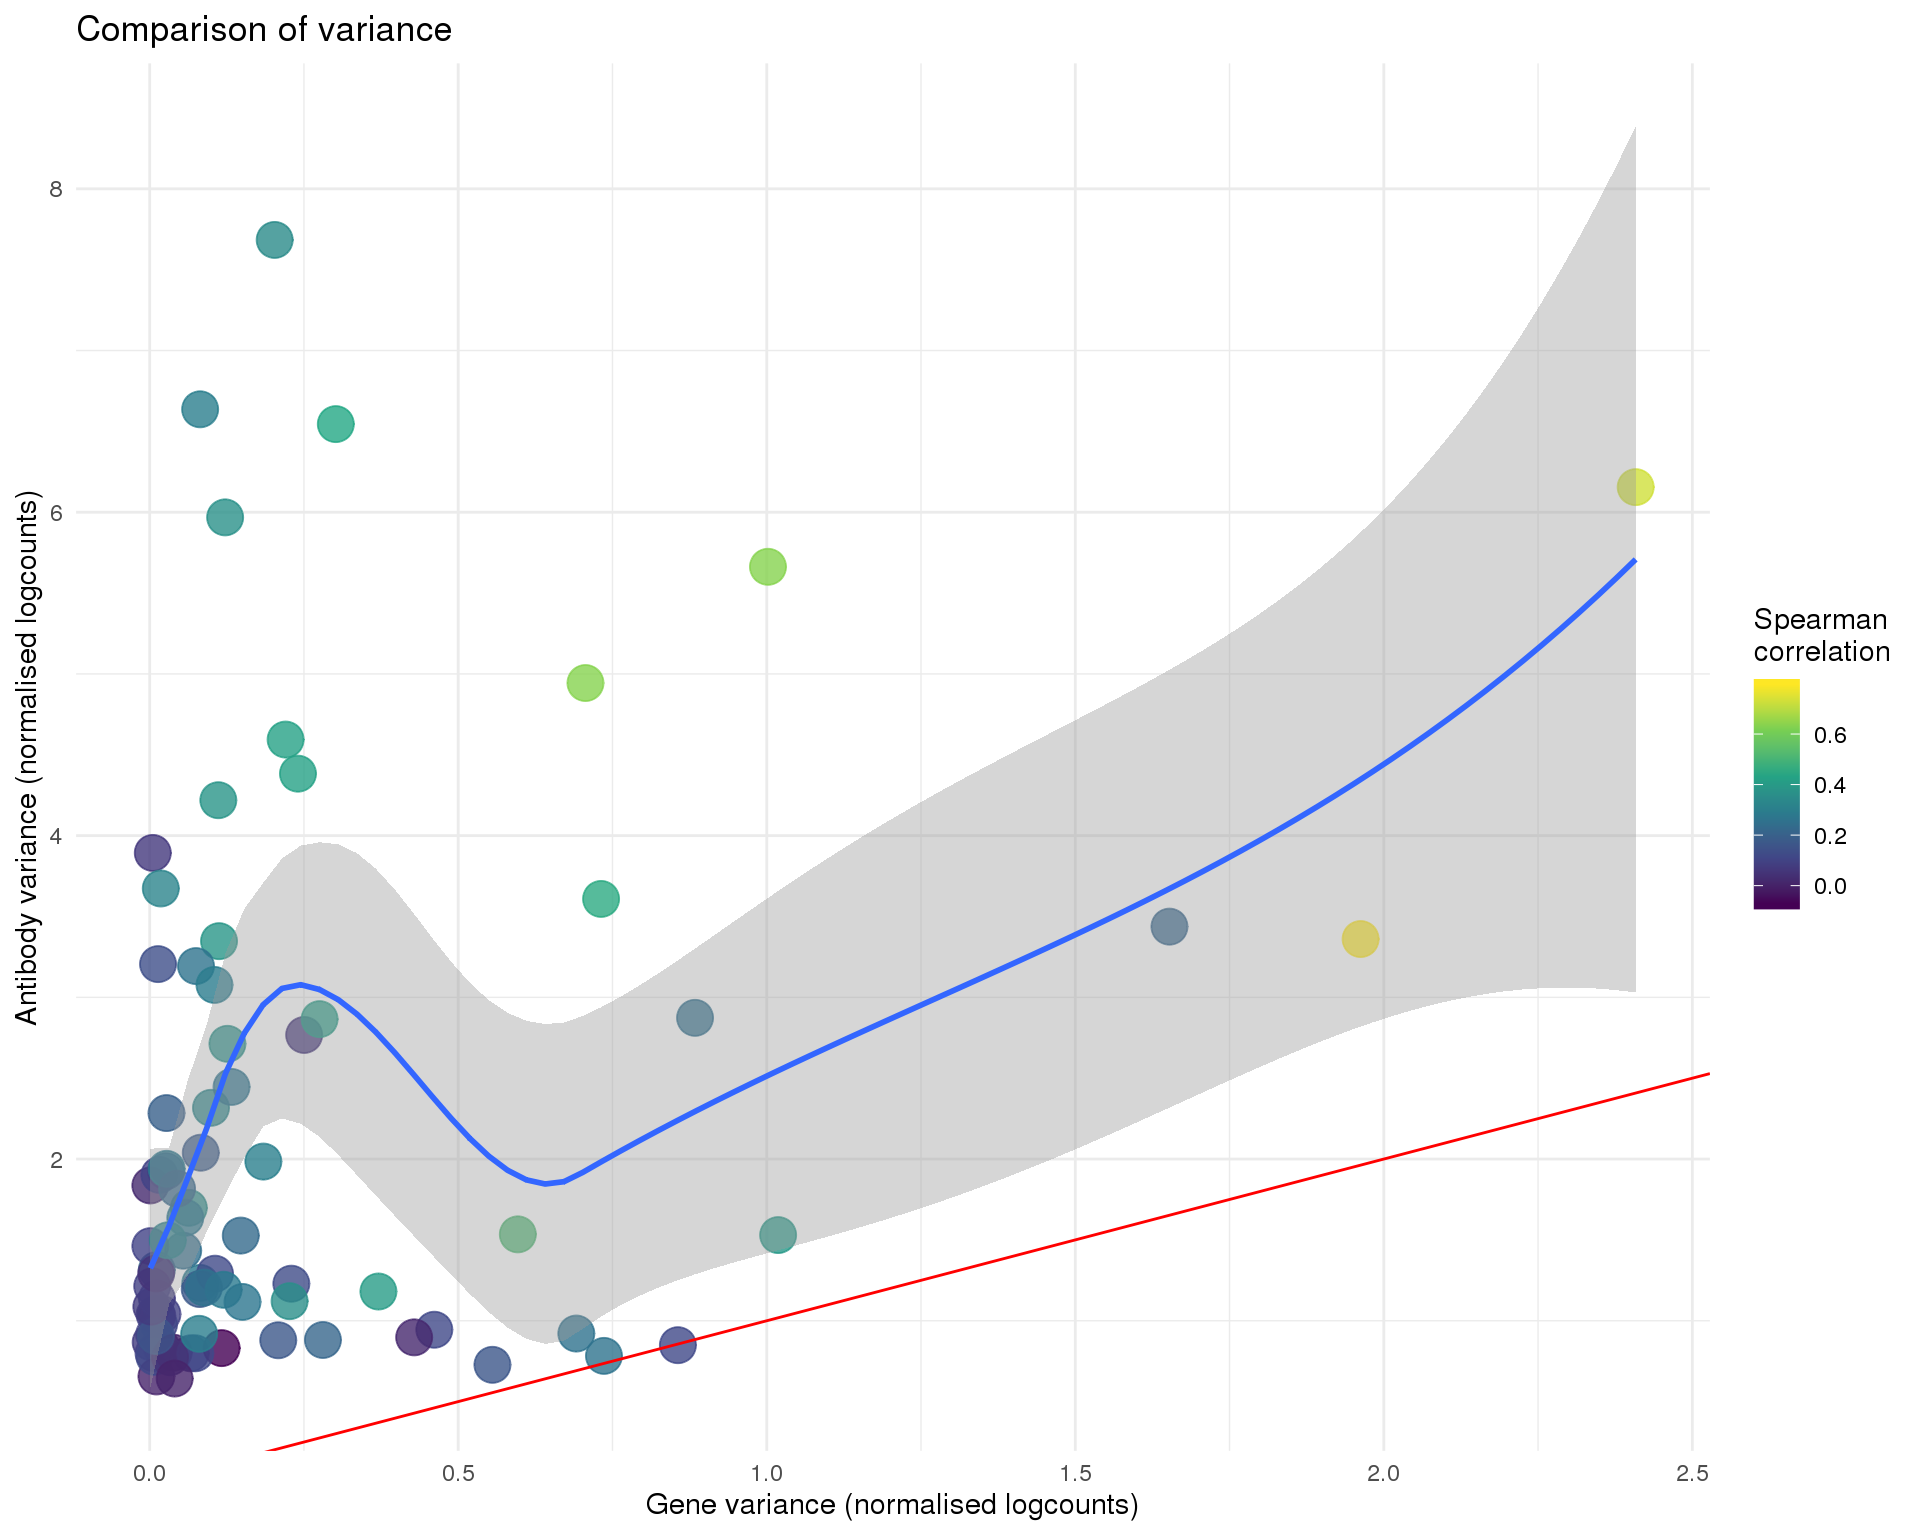 Comparison of variance
Antibody variance (normalised logcounts)
8
6
4
2
0.0
0.5
1.0
1.5
2.0
2.5
Gene variance (normalised logcounts)
Spearman
correlation
0.6
0.4
0.2
0.0